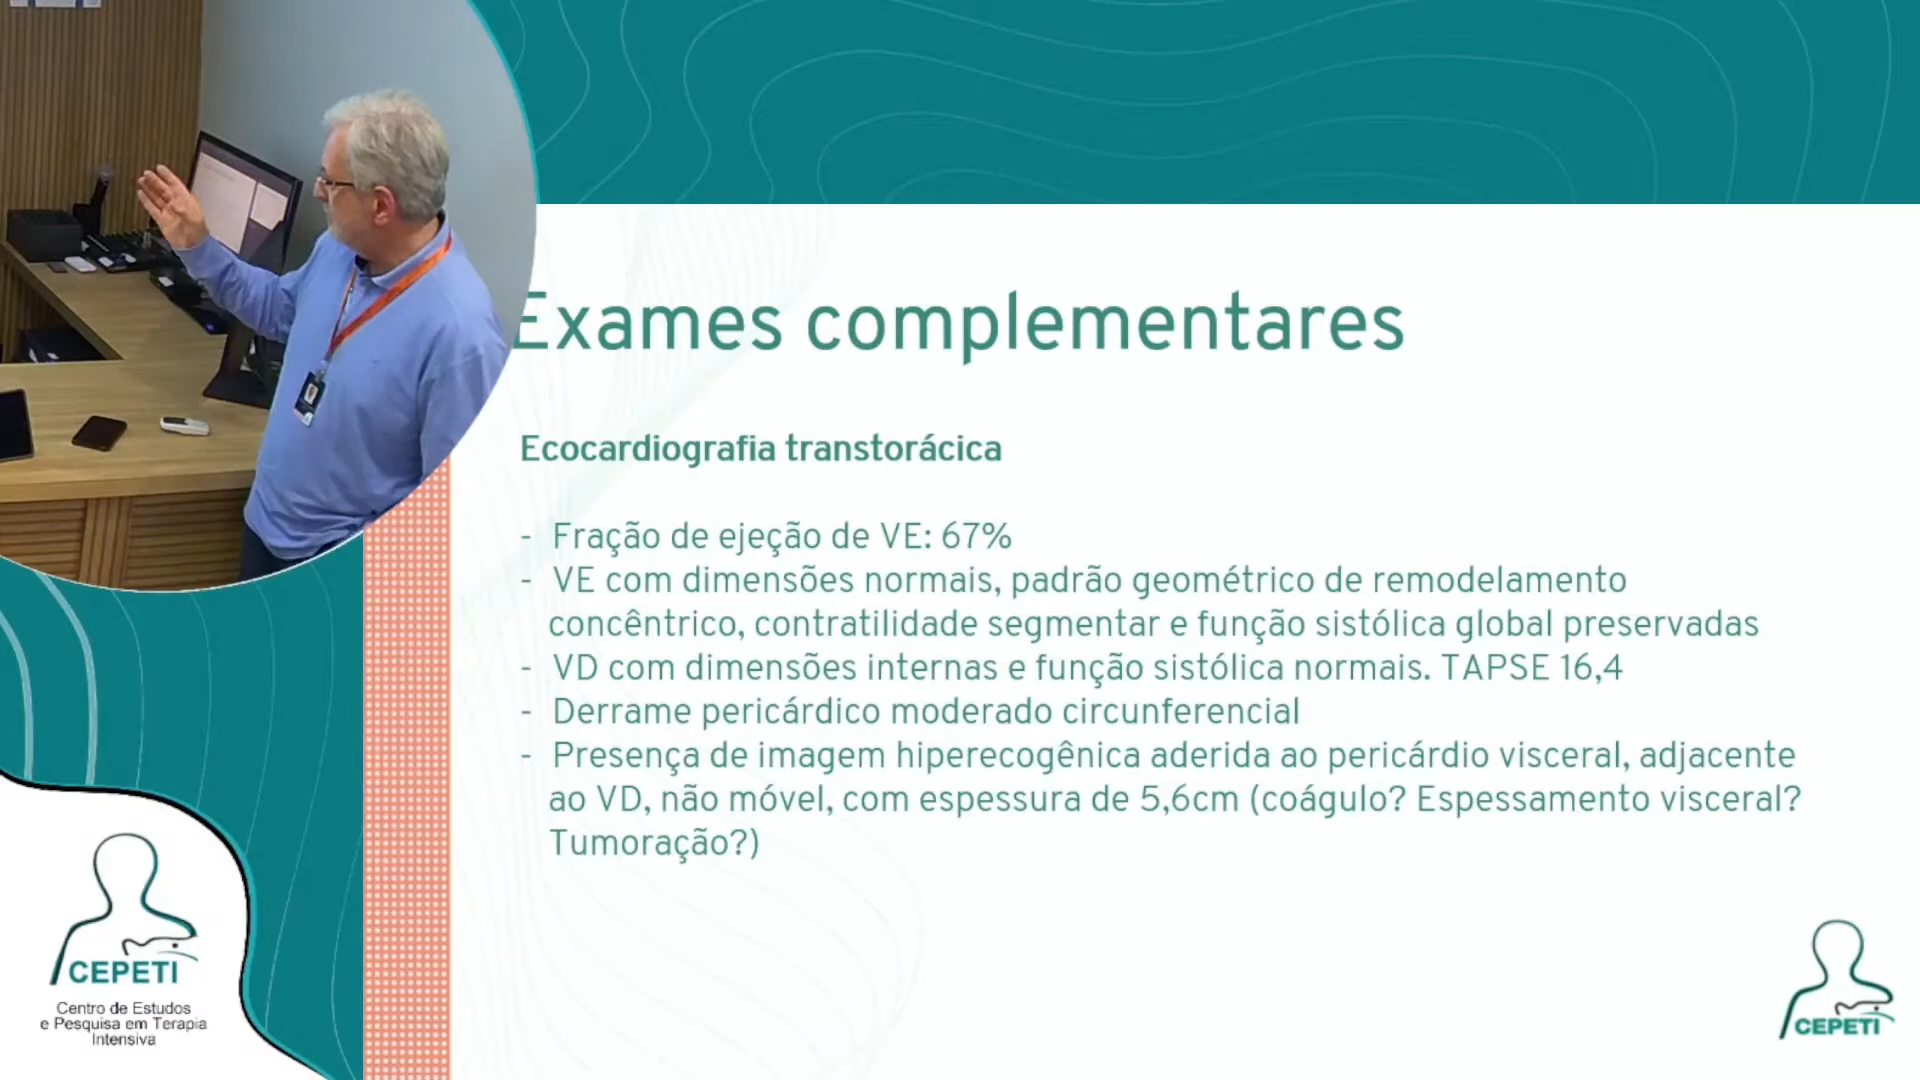 Exames complementares
Ecocardiografia transtorácica
- Fração de ejeção de VE: 67%
- VE com dimensões normais, padrão geométrico de remodelamento
concêntrico, contratilidade segmentar e função sistólica global preservadas
- VD com dimensões internas e função sistólica normais. TAPSE 16,4
- Derrame pericárdico moderado circunferencial
- Presença de imagem hiperecogênica aderida ao pericárdio visceral, adjacente
ao VD, não móvel, com espessura de 5,6cm (coágulo? Espessamento visceral?
Tumoração?)
CEPETI
Centro de Estudos
e Pesquisa em Terapia
Intensiva
CEPETI